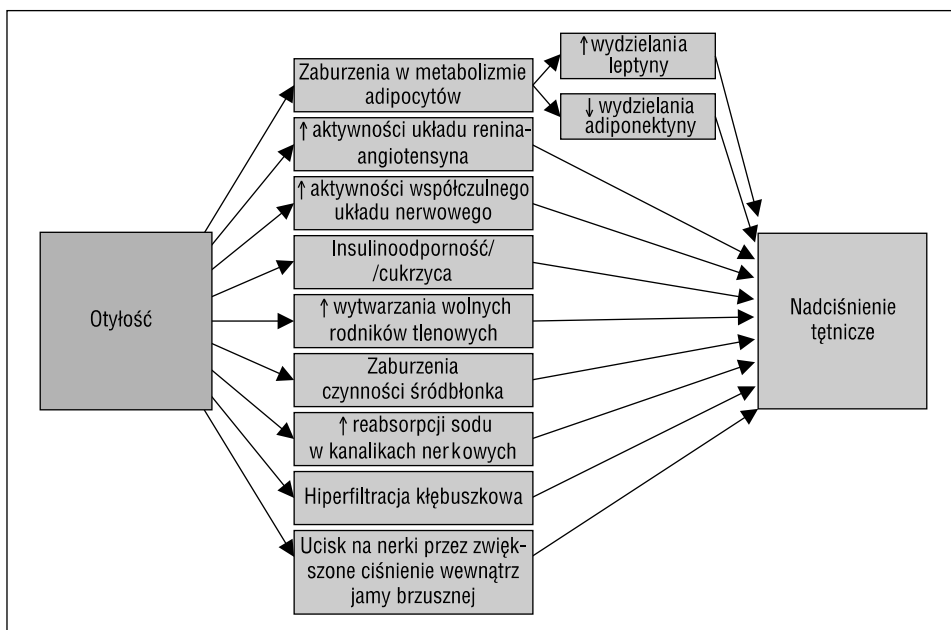 Otyłość
Zaburzenia w metabolizmie
adipocytów
↑ wydzielania
leptyny
↓ wydzielania
adiponektyny
↑ aktywności układu renina-
angiotensyna
↑ aktywności współczulnego
układu nerwowego
Insulinoodporność/
/cukrzyca
↑ wytwarzania wolnych
rodników tlenowych
Zaburzenia
czynności śródbłonka
↑ reabsorpcji sodu
w kanalikach nerkowych
Hiperfiltracja kłębuszkowa
Ucisk na nerki przez zwięk-
szone ciśnienie wewnątrz
jamy brzusznej
Nadciśnienie
tętnicze